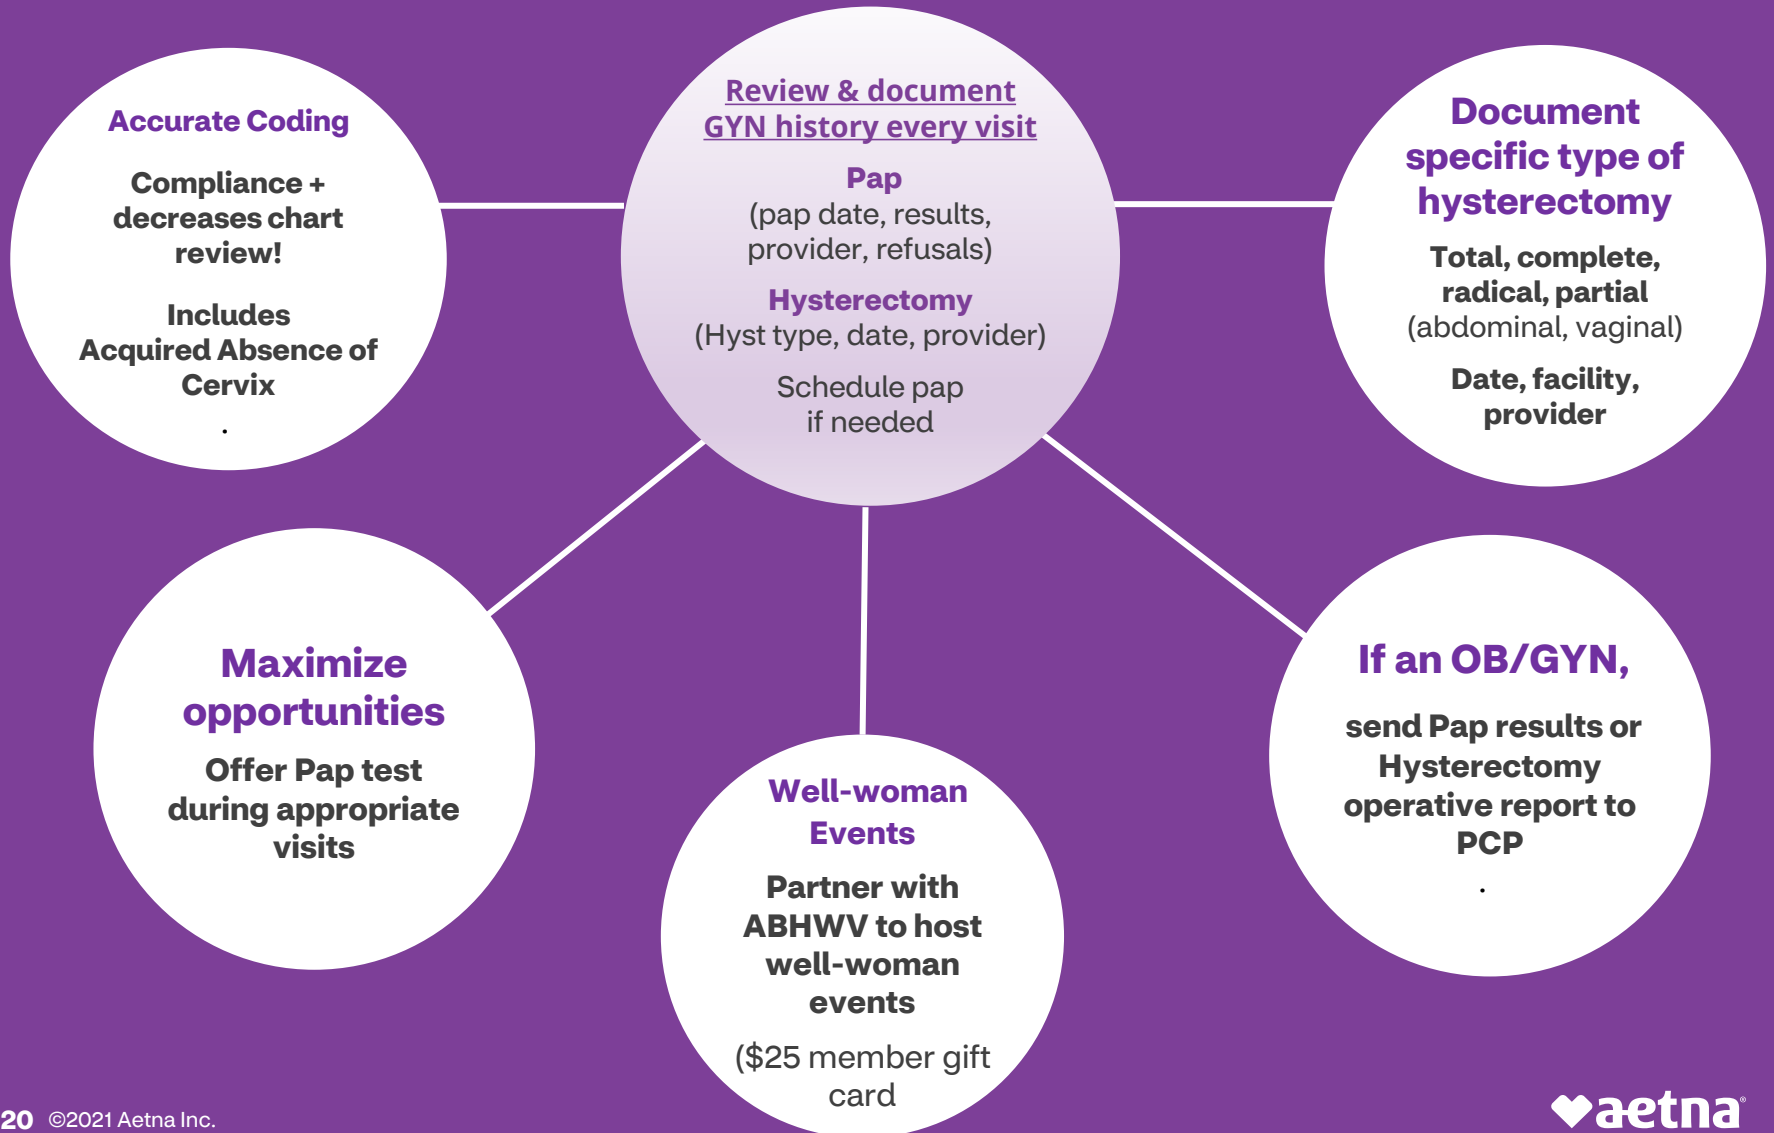 Accurate Coding
Compliance +
decreases chart
review!
Includes
Acquired Absence of
Cervix
.
Review & document
GYN history every visit
Pap
(pap date, results,
provider, refusals)
Hysterectomy
(Hyst type, date, provider)
Schedule pap
if needed
Document
specific type of
hysterectomy
Total, complete,
radical, partial
(abdominal, vaginal)
Date, facility,
provider
Maximize
opportunities
Offer Pap test
during appropriate
visits
Well-woman
Events
Partner with
ABHWV to host
well-woman
events
($25 member gift
card
If an OB/GYN,
send Pap results or
Hysterectomy
operative report to
PCP
.
20 ©2021 Aetna Inc.
aetna®